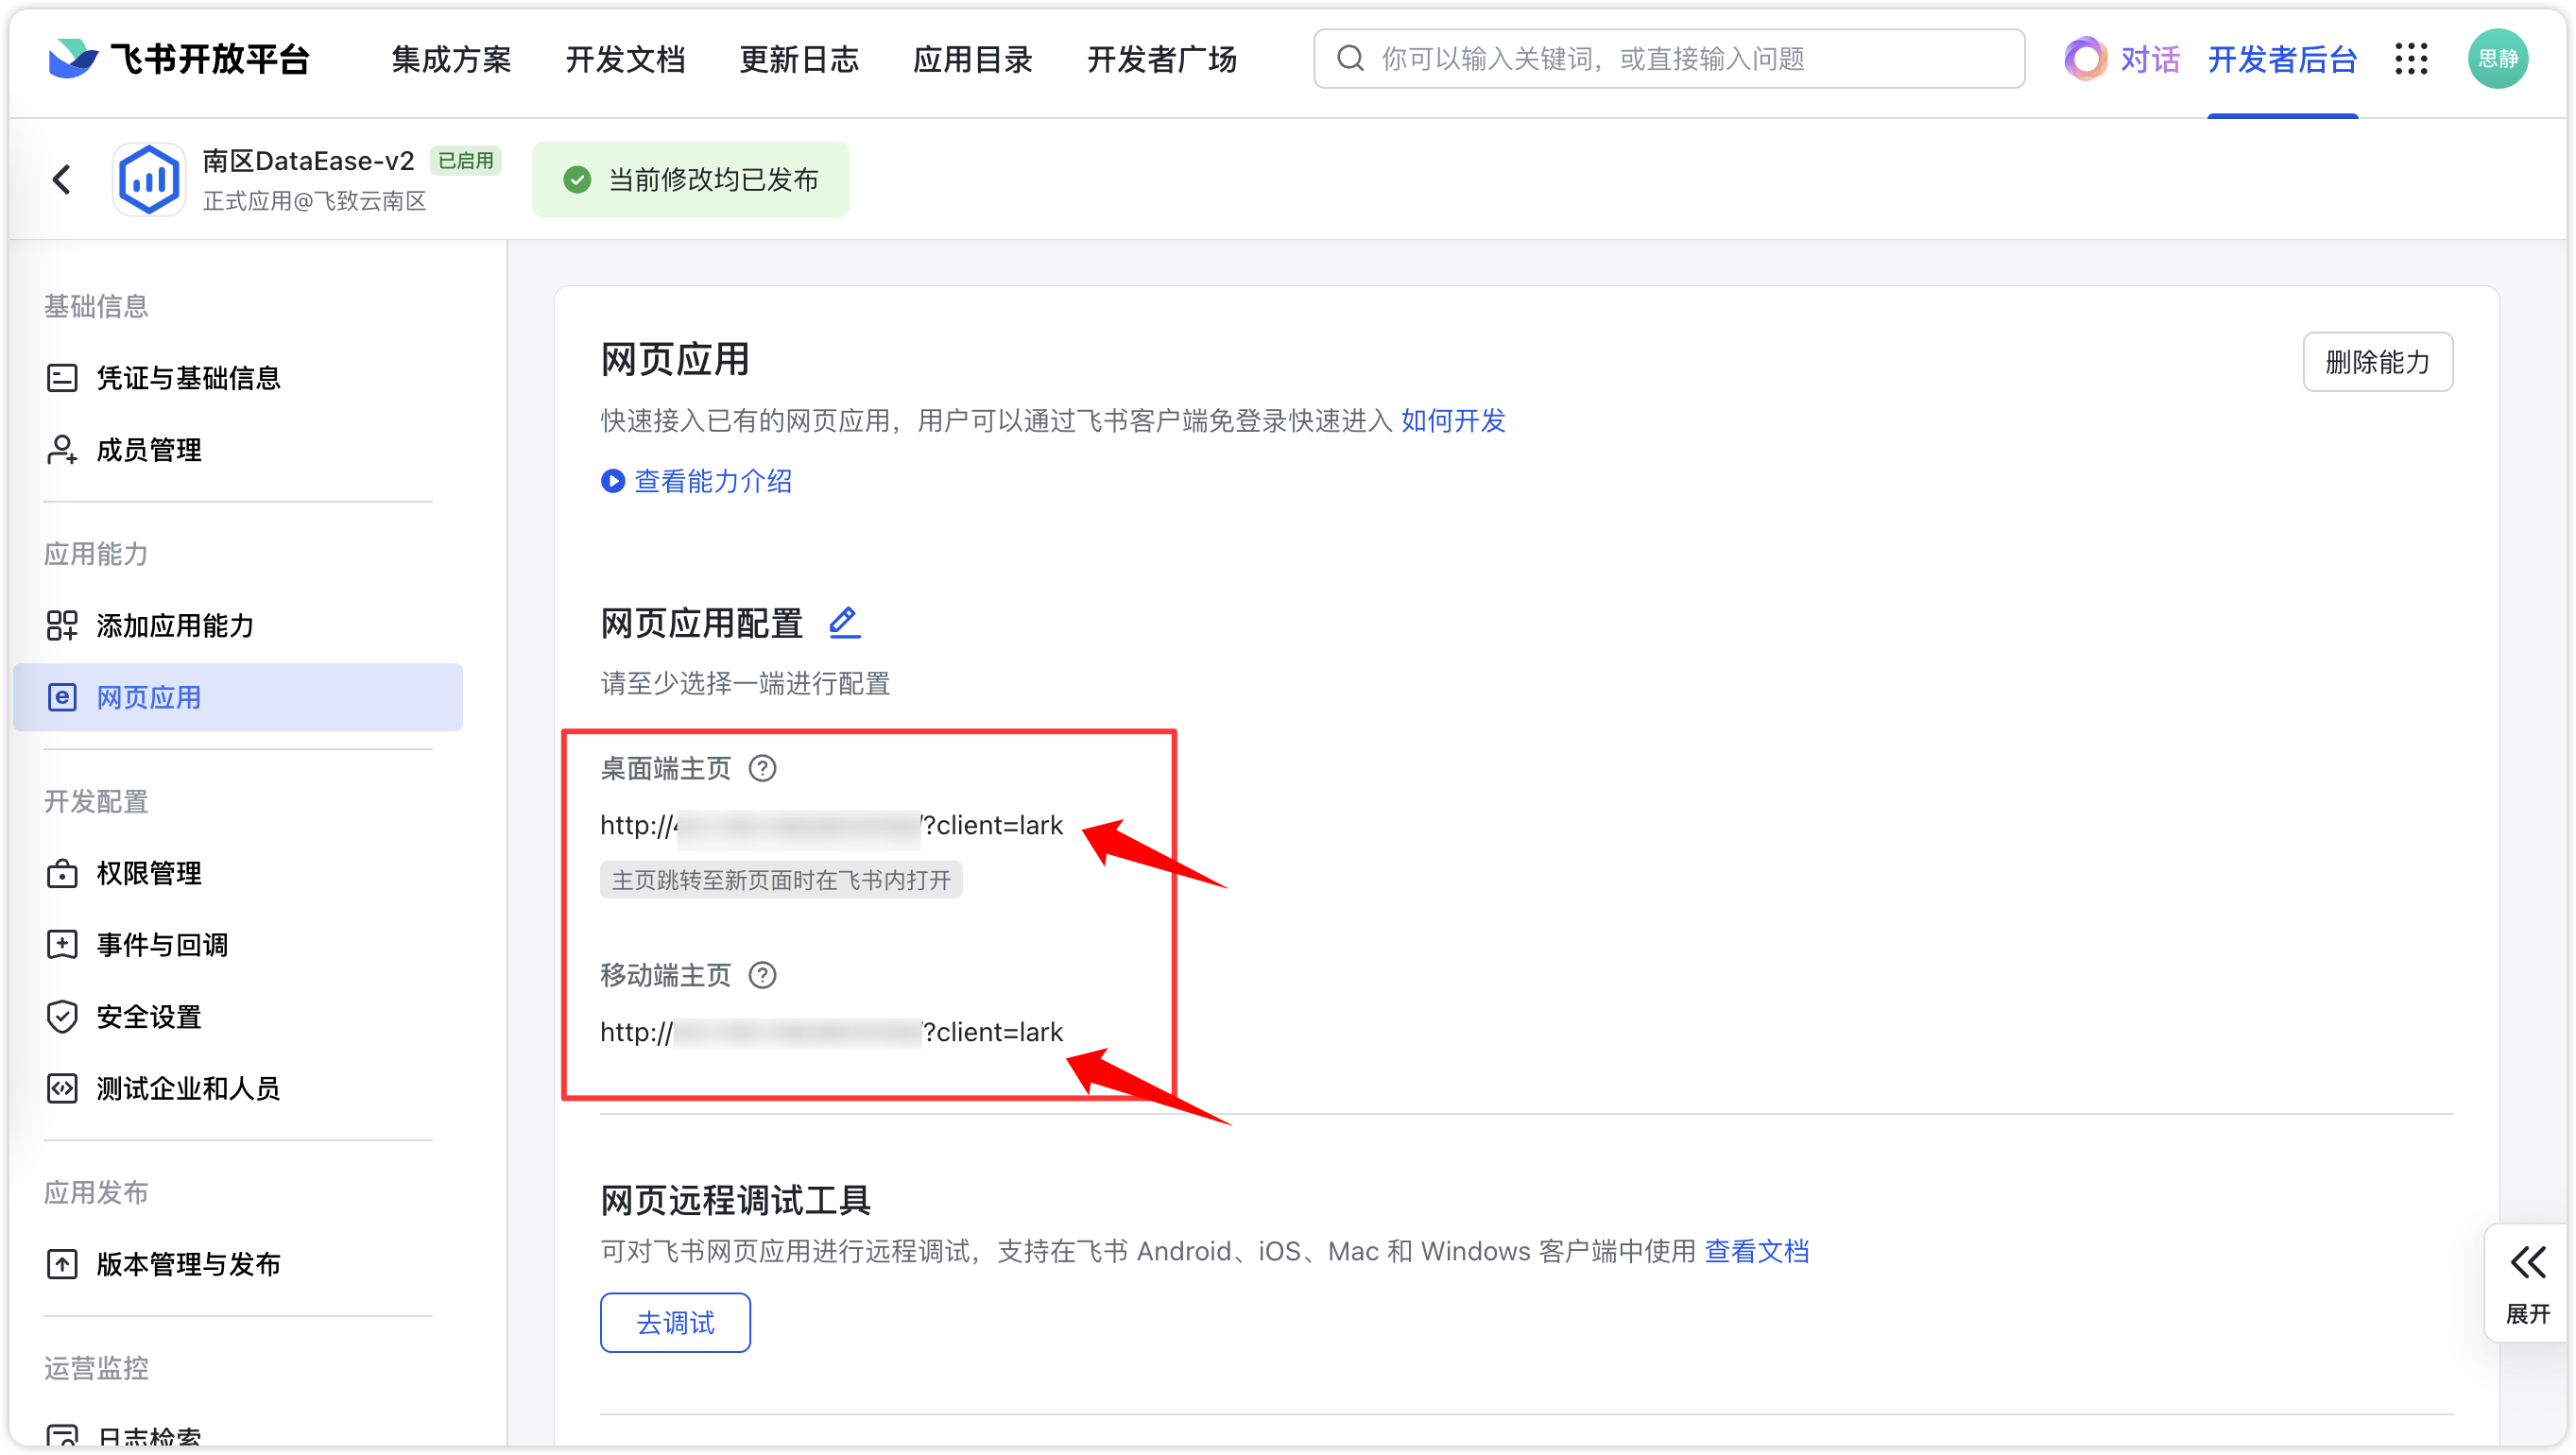 飞书开放平台
集成方案
开发文档
更新日志
应用目录
开发者广场
你可以输入关键词，或直接输入问题
对话
开发者后台
思静
南区DataEase-v2
已启用
正式应用@飞致云南区
当前修改均已发布
基础信息
凭证与基础信息
成员管理
应用能力
添加应用能力
网页应用
开发配置
权限管理
事件与回调
安全设置
测试企业和人员
应用发布
版本管理与发布
运营监控
日志检索
网页应用
删除能力
快速接入已有的网页应用，用户可以通过飞书客户端免登录快速进入 如何开发
查看能力介绍
网页应用配置
请至少选择一端进行配置
桌面端主页
http:// /?client=lark
主页跳转至新页面时在飞书内打开
移动端主页
http:// ?client=lark
网页远程调试工具
可对飞书网页应用进行远程调试，支持在飞书 Android、iOS、Mac 和 Windows 客户端中使用 查看文档
去调试
展开